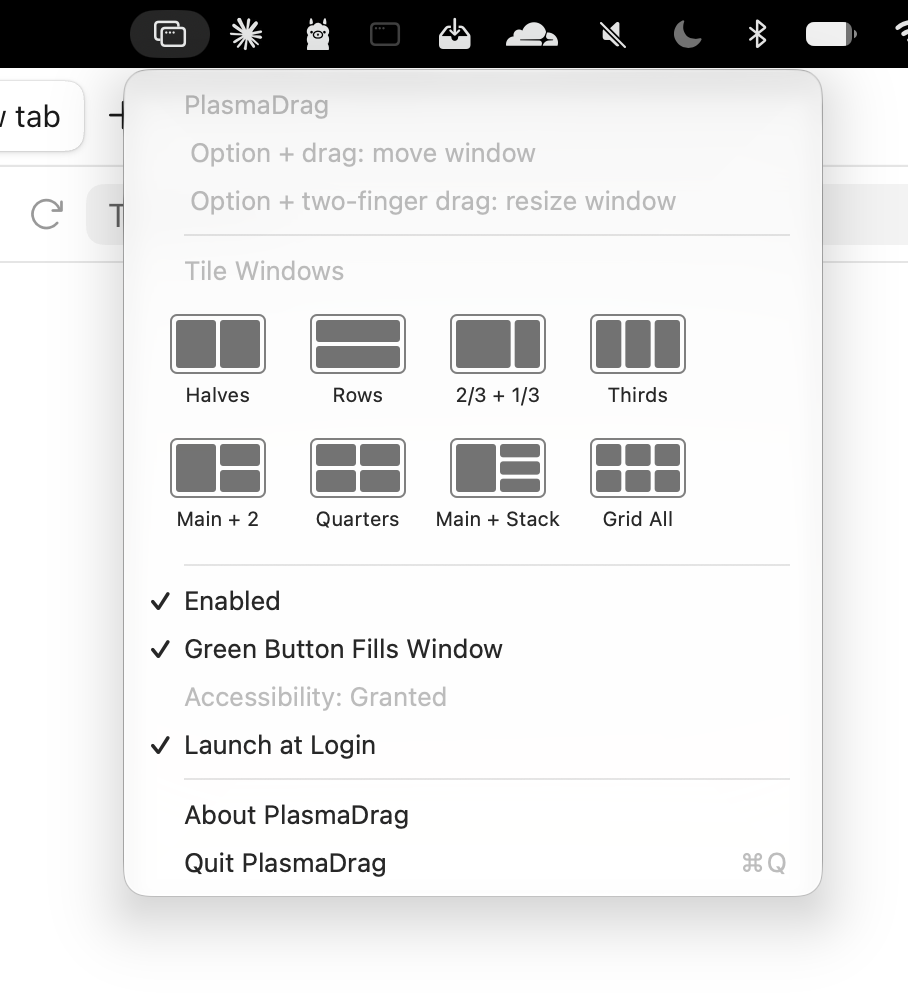 tab
PlasmaDrag
Option + drag: move window
Option + two-finger drag: resize window
Tile Windows
Halves
Rows
2/3 + 1/3
Thirds
Main + 2
Quarters
Main + Stack
Grid All
✓ Enabled
✓ Green Button Fills Window
Accessibility: Granted
✓ Launch at Login
About PlasmaDrag
Quit PlasmaDrag ⌘Q